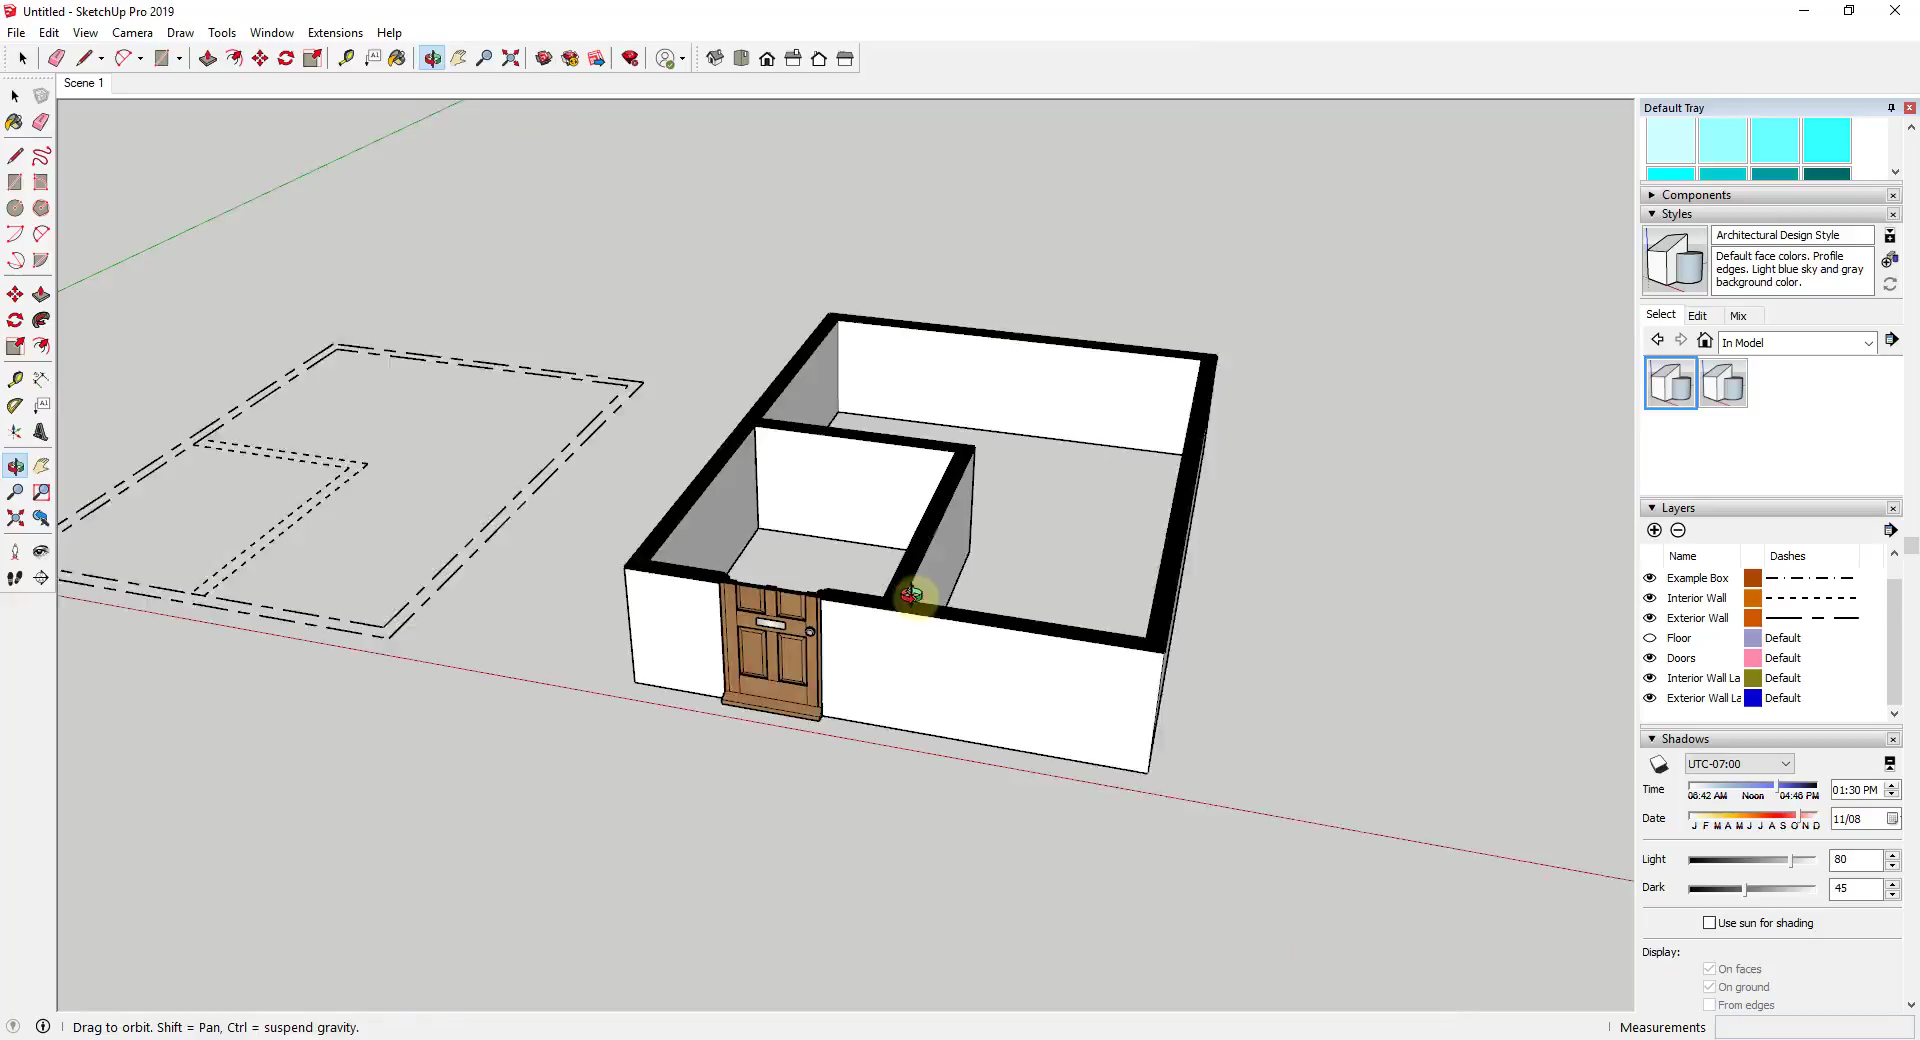 Untitled - SketchUp Pro 2019
File Edit View Camera Draw Tools Window Extensions Help
Scene 1
Default Tray
Components
Styles
Architectural Design Style
Default face colors. Profile
edges. Light blue sky and gray
background color.
Select Edit Mix
In Model
Layers
Name Dashes
Example Box
Interior Wall
Exterior Wall
Floor Default
Doors Default
Interior Wall La Default
Exterior Wall La Default
Shadows
UTC-07:00
Time 06:42 AM Noon 04:46 PM 01:30 PM
Date J F M A M J J A S O N D 11/08
Light 80
Dark 45
Use sun for shading
Display:
On faces
On ground
From edges
Drag to orbit. Shift = Pan, Ctrl = suspend gravity.
Measurements